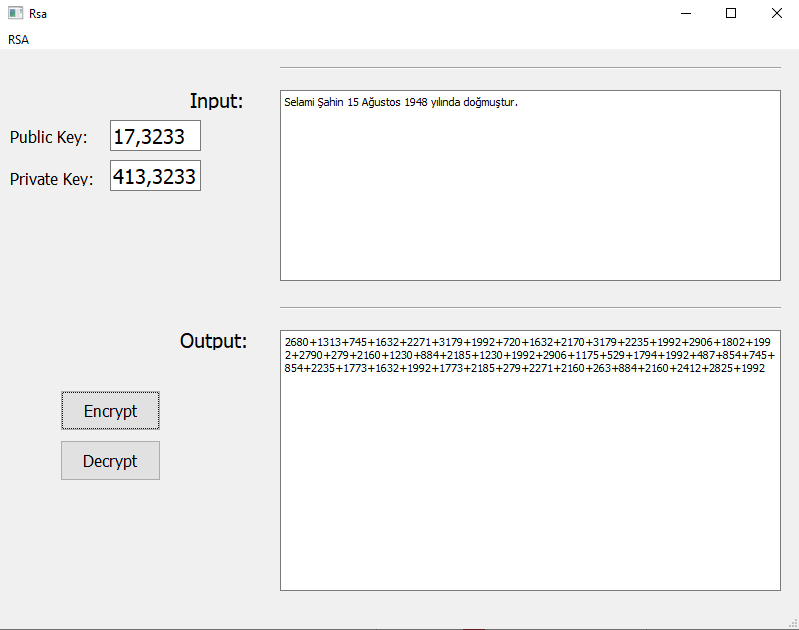 Rsa
RSA
Input:
Selami Şahin 15 Ağustos 1948 yılında doğmuştur.
Public Key:
17,3233
Private Key:
413,3233
Output:
2680+1313+745+1632+2271+3179+1992+720+1632+2170+3179+2235+1992+2906+1802+199
2+2790+279+2160+1230+884+2185+1230+1992+2906+1175+529+1794+1992+487+854+745+
854+2235+1773+1632+1992+1773+2185+279+2271+2160+263+884+2160+2412+2825+1992
Encrypt
Decrypt